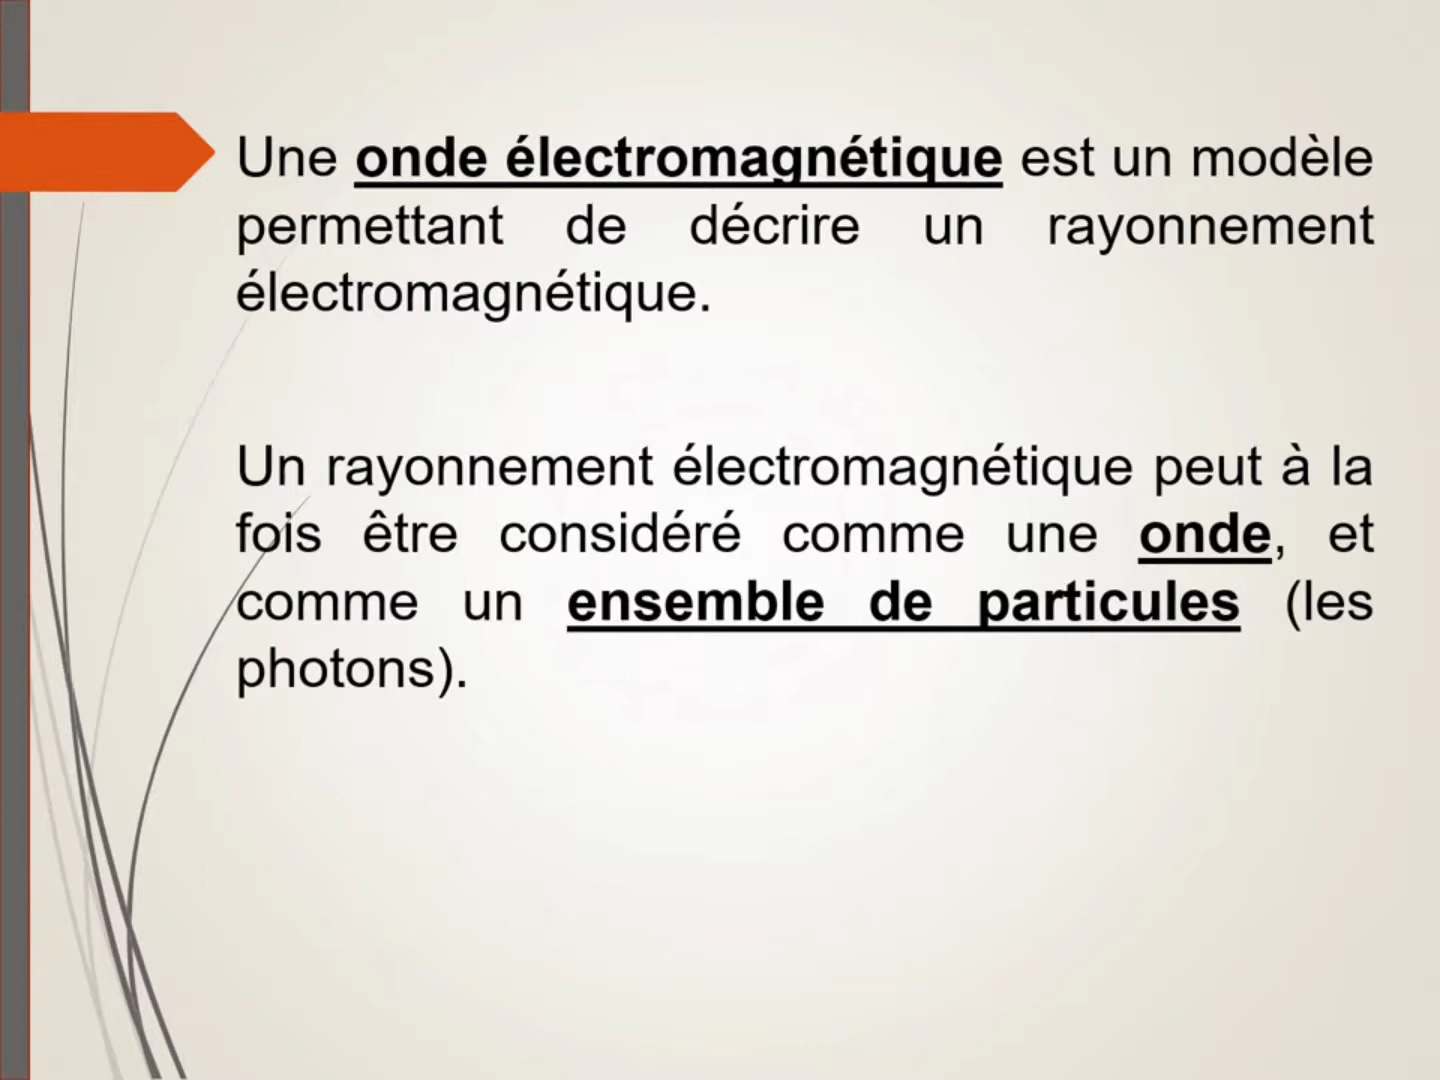 Une onde électromagnétique est un modèle
permettant de décrire un rayonnement
électromagnétique.
Un rayonnement électromagnétique peut à la
fois être considéré comme une onde, et
comme un ensemble de particules (les
photons).